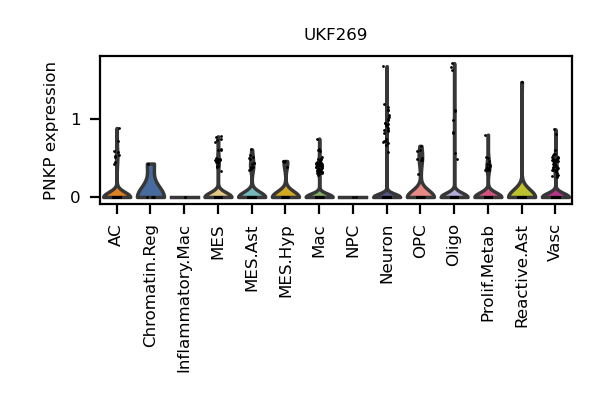 UKF269
PNKP expression
1
0
AC
Chromatin.Reg
Inflammatory.Mac
MES
MES.Ast
MES.Hyp
Mac
NPC
Neuron
OPC
Oligo
Prolif.Metab
Reactive.Ast
Vasc